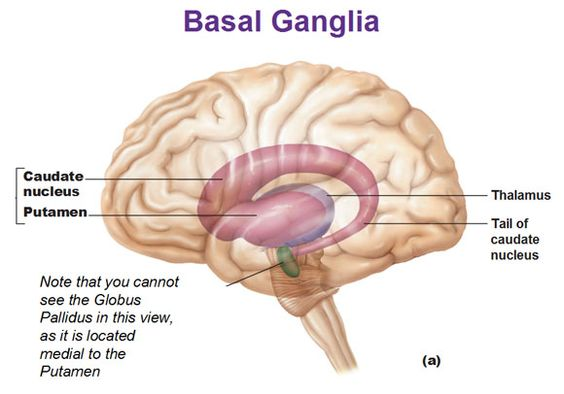 Basal Ganglia
Caudate
nucleus
Putamen
Thalamus
Tail of
caudate
nucleus
Note that you cannot
see the Globus
Pallidus in this view,
as it is located
medial to the
Putamen
(a)